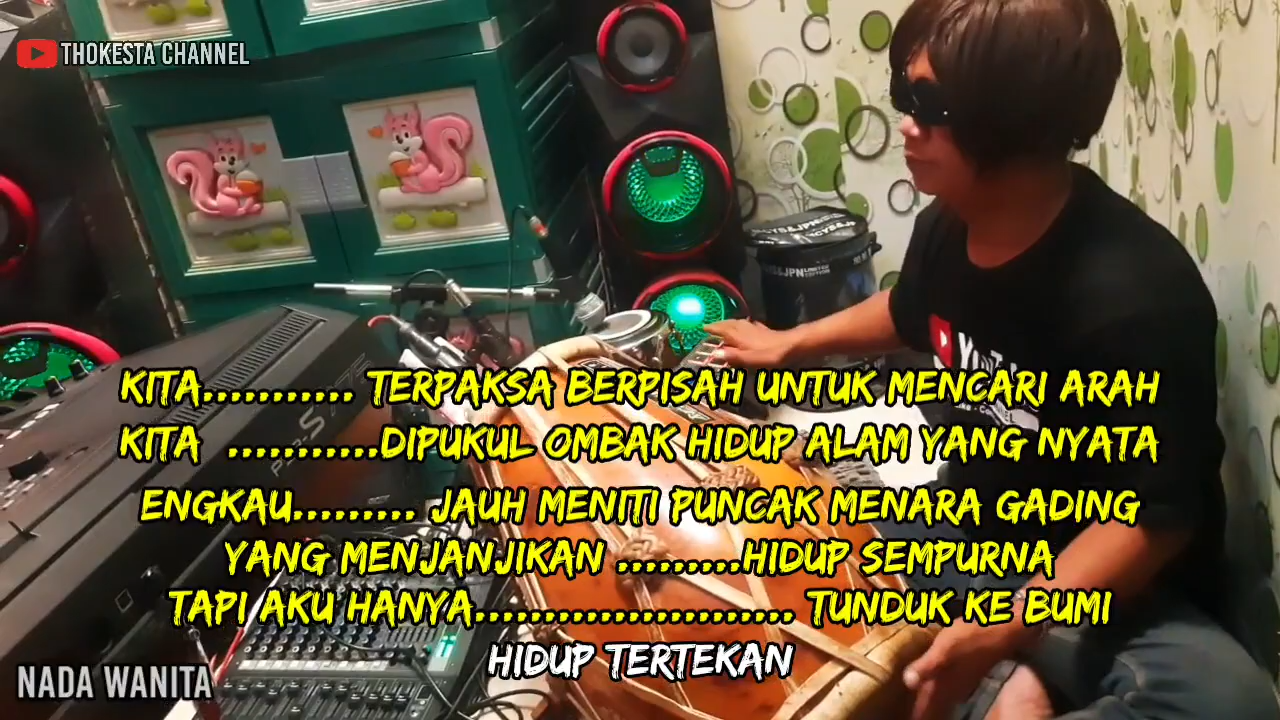 THOKESTA CHANNEL
KITA........... TERPAKSA BERPISAH UNTUK MENCARI ARAH
KITA ...........DIPUKUL OMBAK HIDUP ALAM YANG NYATA
ENGKAU......... JAUH MENITI PUNCAK MENARA GADING
YANG MENJANJIKAN .........HIDUP SEMPURNA
TAPI AKU HANYA....................... TUNDUK KE BUMI
HIDUP TERTEKAN
NADA WANITA